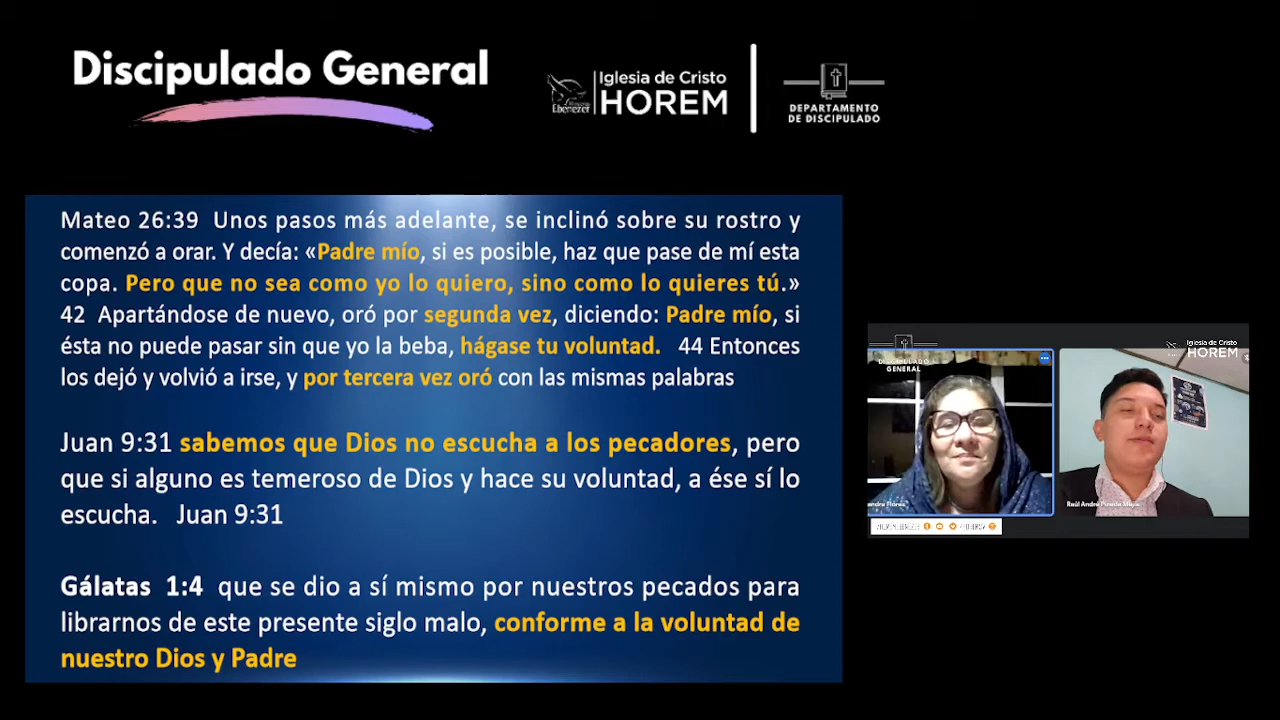 Discipulado General
Ebenezer
Iglesia de Cristo
HOREM
DEPARTAMENTO
DE DISCIPULADO
Mateo 26:39 Unos pasos más adelante, se inclinó sobre su rostro y
comenzó a orar. Y decía: «Padre mío, si es posible, haz que pase de mí esta
copa. Pero que no sea como yo lo quiero, sino como lo quieres tú.»
42 Apartándose de nuevo, oró por segunda vez, diciendo: Padre mío, si
ésta no puede pasar sin que yo la beba, hágase tu voluntad. 44 Entonces
los dejó y volvió a irse, y por tercera vez oró con las mismas palabras
Juan 9:31 sabemos que Dios no escucha a los pecadores, pero
que si alguno es temeroso de Dios y hace su voluntad, a ése sí lo
escucha. Juan 9:31
Gálatas 1:4 que se dio a sí mismo por nuestros pecados para
librarnos de este presente siglo malo, conforme a la voluntad de
nuestro Dios y Padre
Iglesia de Cristo
HOREM
DISCIPULADO
GENERAL
Flores
Raúl André Pineda Mejía